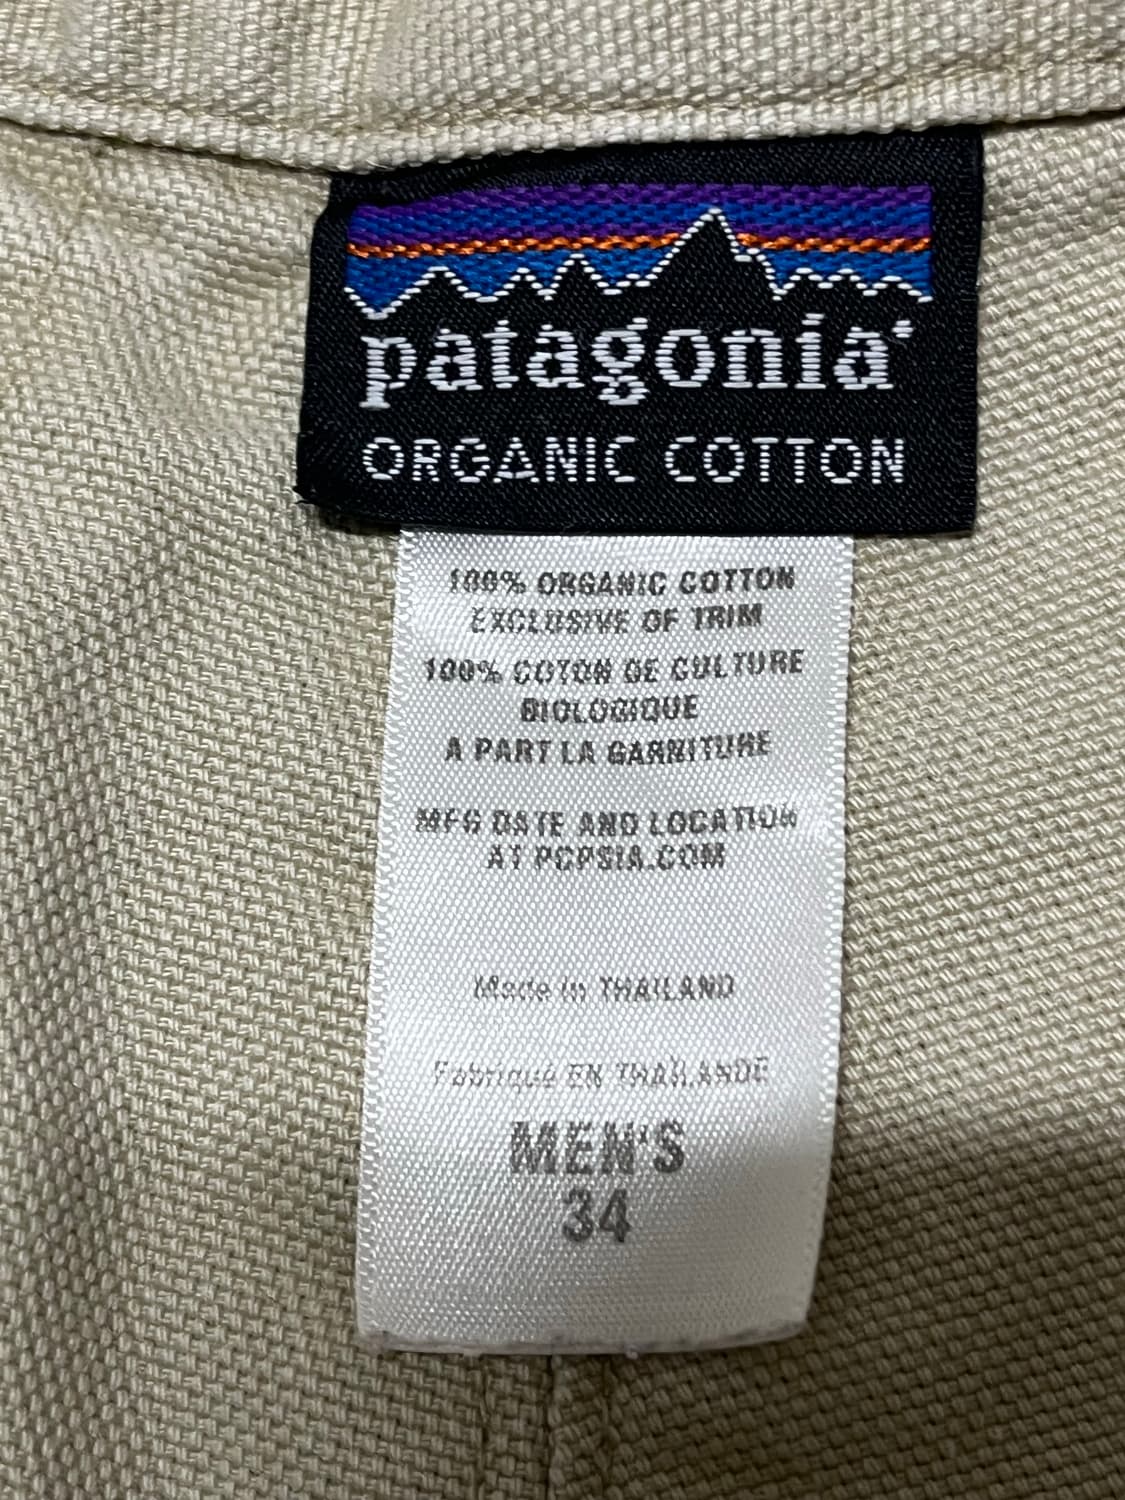 patagonia®
ORGANIC COTTON
100% ORGANIC COTTON
EXCLUSIVE OF TRIM
100% COTON DE CULTURE
BIOLOGIQUE
A PART LA GARNITURE
MFG DATE AND LOCATION
AT PCPSIA.COM
Made in THAILAND
Fabriqué EN THAILANDE
MEN'S
34